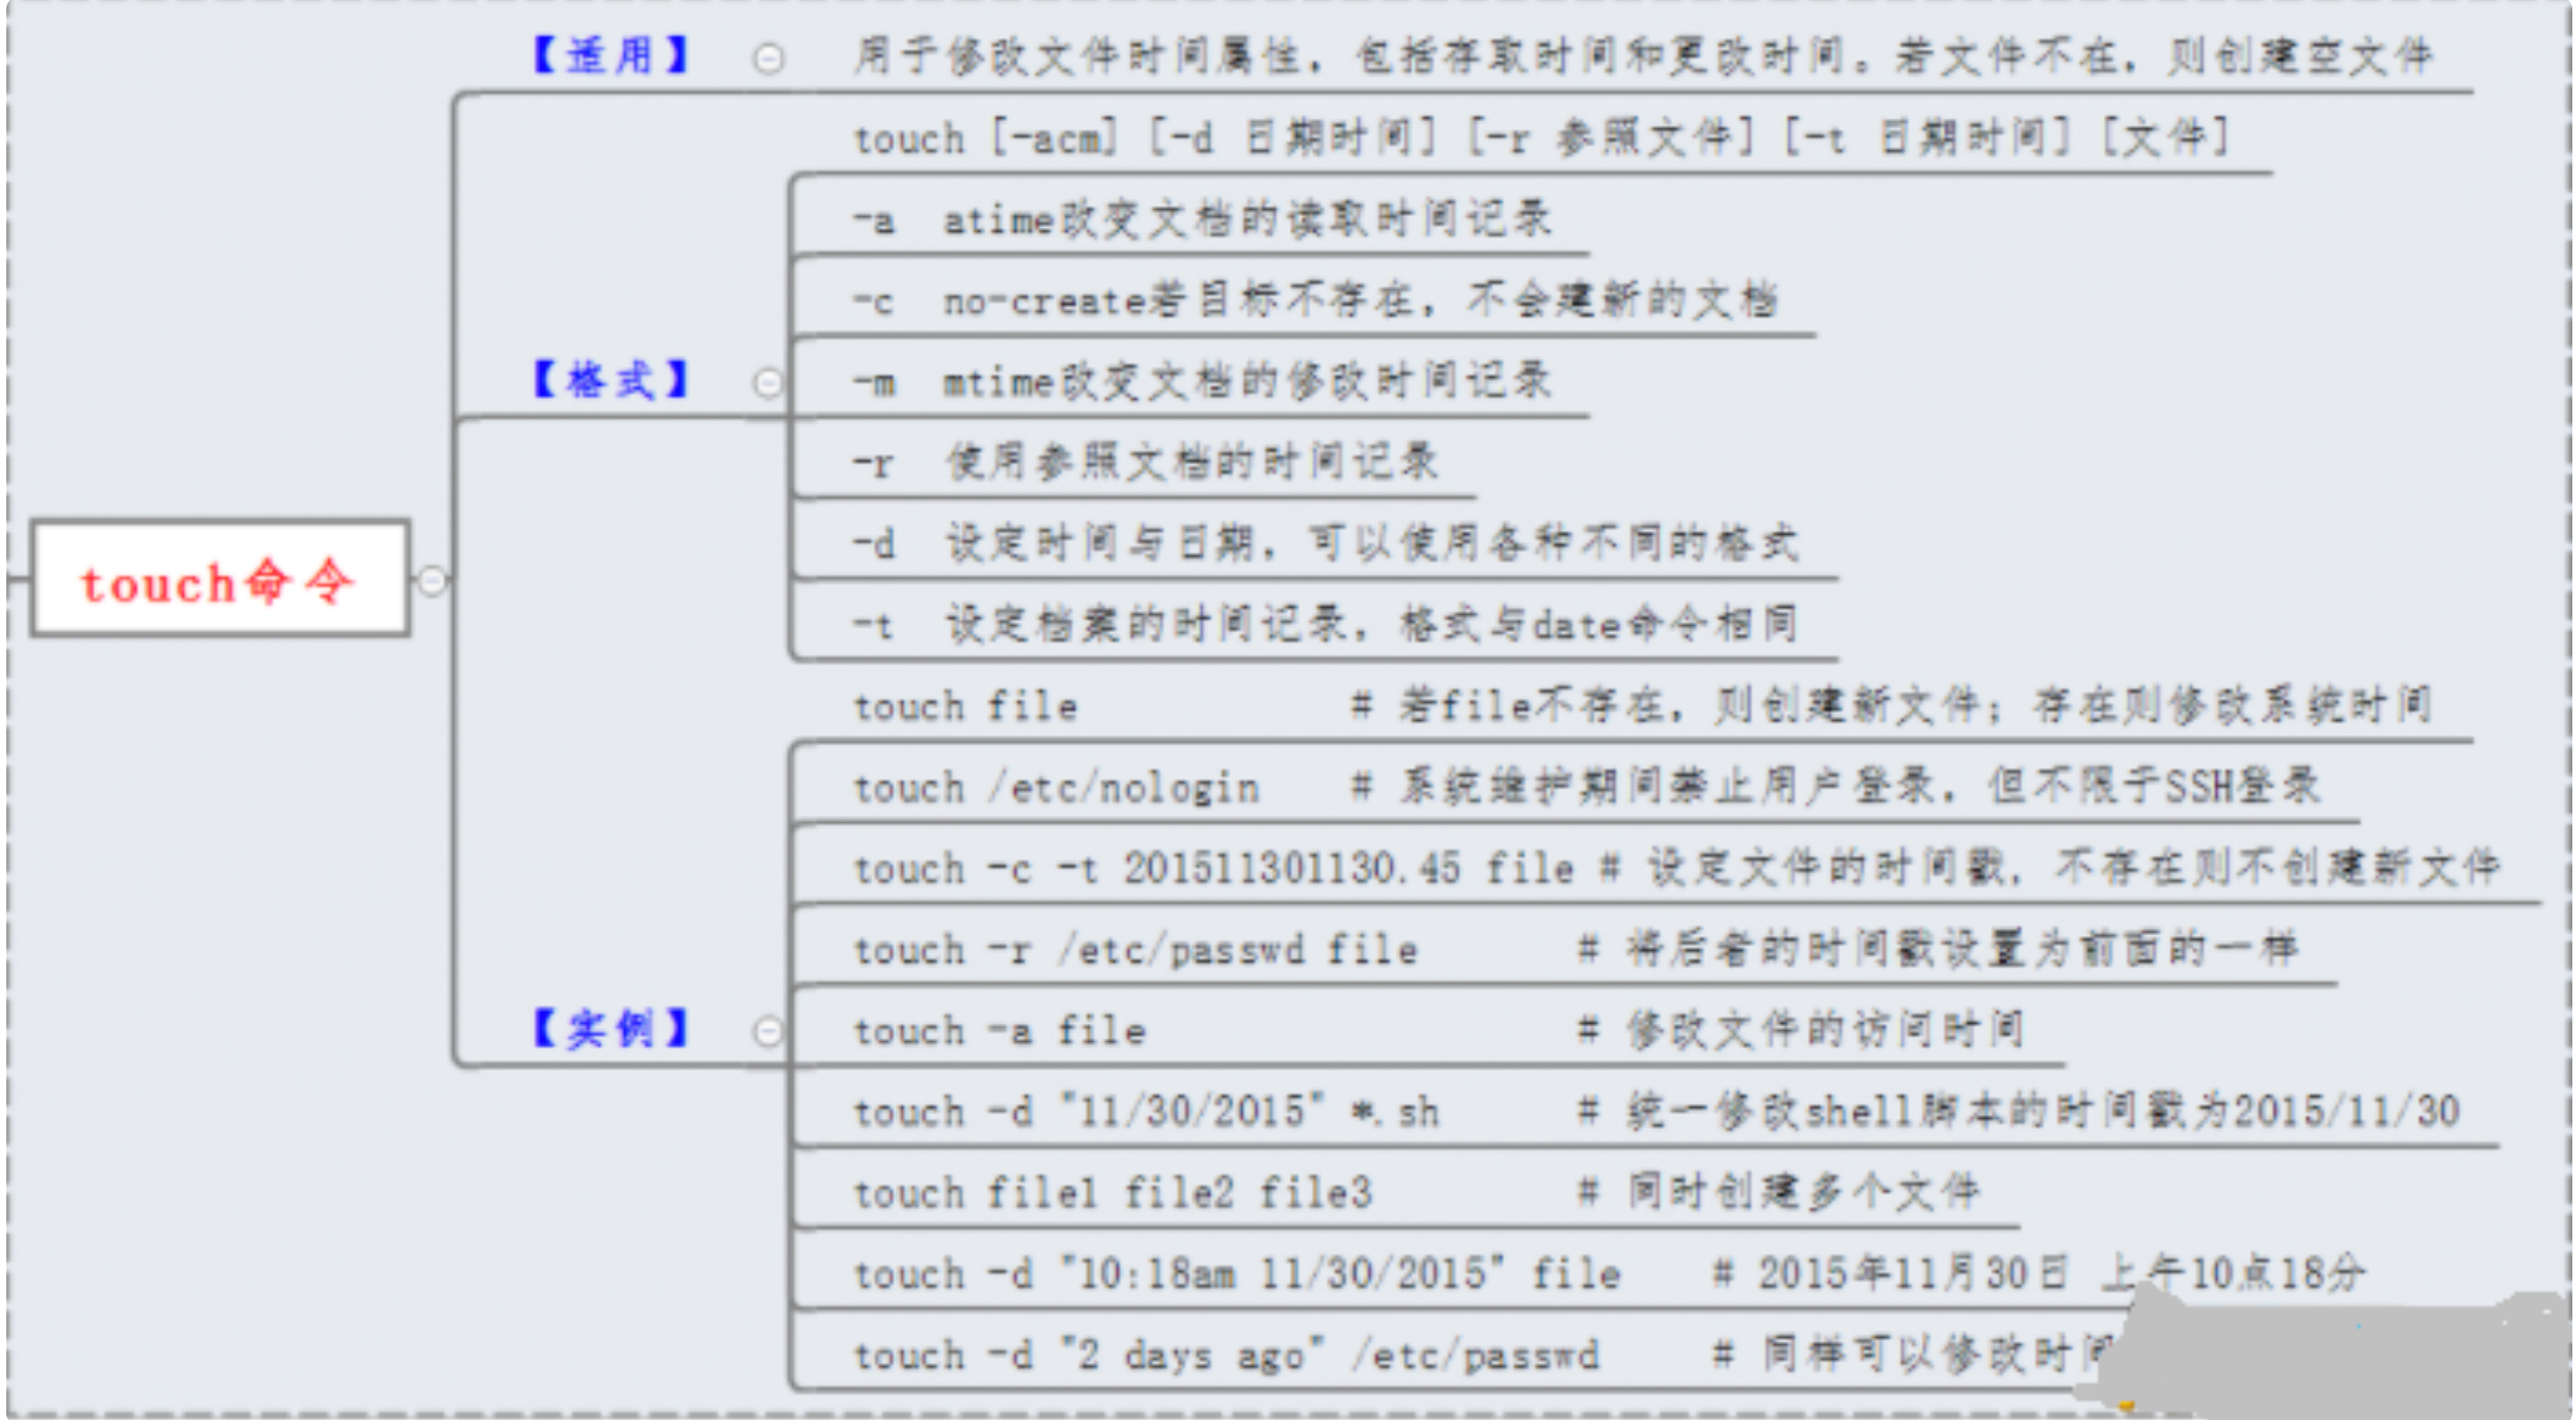 【适用】 用于修改文件时间属性，包括存取时间和更改时间。若文件不在，则创建空文件
touch [-acm] [-d 日期时间] [-r 参照文件] [-t 日期时间] [文件]
-a atime改变文档的读取时间记录
-c no-create若目标不存在，不会建新的文档
【格式】 -m mtime改变文档的修改时间记录
-r 使用参照文档的时间记录
-d 设定时间与日期，可以使用各种不同的格式
touch命令
-t 设定档案的时间记录，格式与date命令相同
touch file # 若file不存在，则创建新文件；存在则修改系统时间
touch /etc/nologin # 系统维护期间禁止用户登录，但不限于SSH登录
touch -c -t 201511301130.45 file # 设定文件的时间戳，不存在则不创建新文件
touch -r /etc/passwd file # 将后者的时间戳设置为前面的一样
【实例】 touch -a file # 修改文件的访问时间
touch -d "11/30/2015" *.sh # 统一修改shell脚本的时间戳为2015/11/30
touch file1 file2 file3 # 同时创建多个文件
touch -d "10:18am 11/30/2015" file # 2015年11月30日 上午10点18分
touch -d "2 days ago" /etc/passwd # 同样可以修改时间